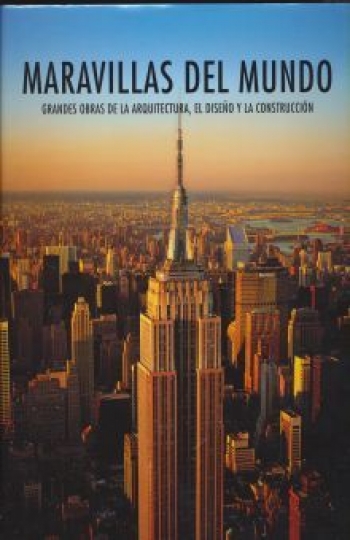 MARAVILLAS DEL MUNDO
GRANDES OBRAS DE LA ARQUITECTURA, EL DISEÑO Y LA CONSTRUCCIÓN